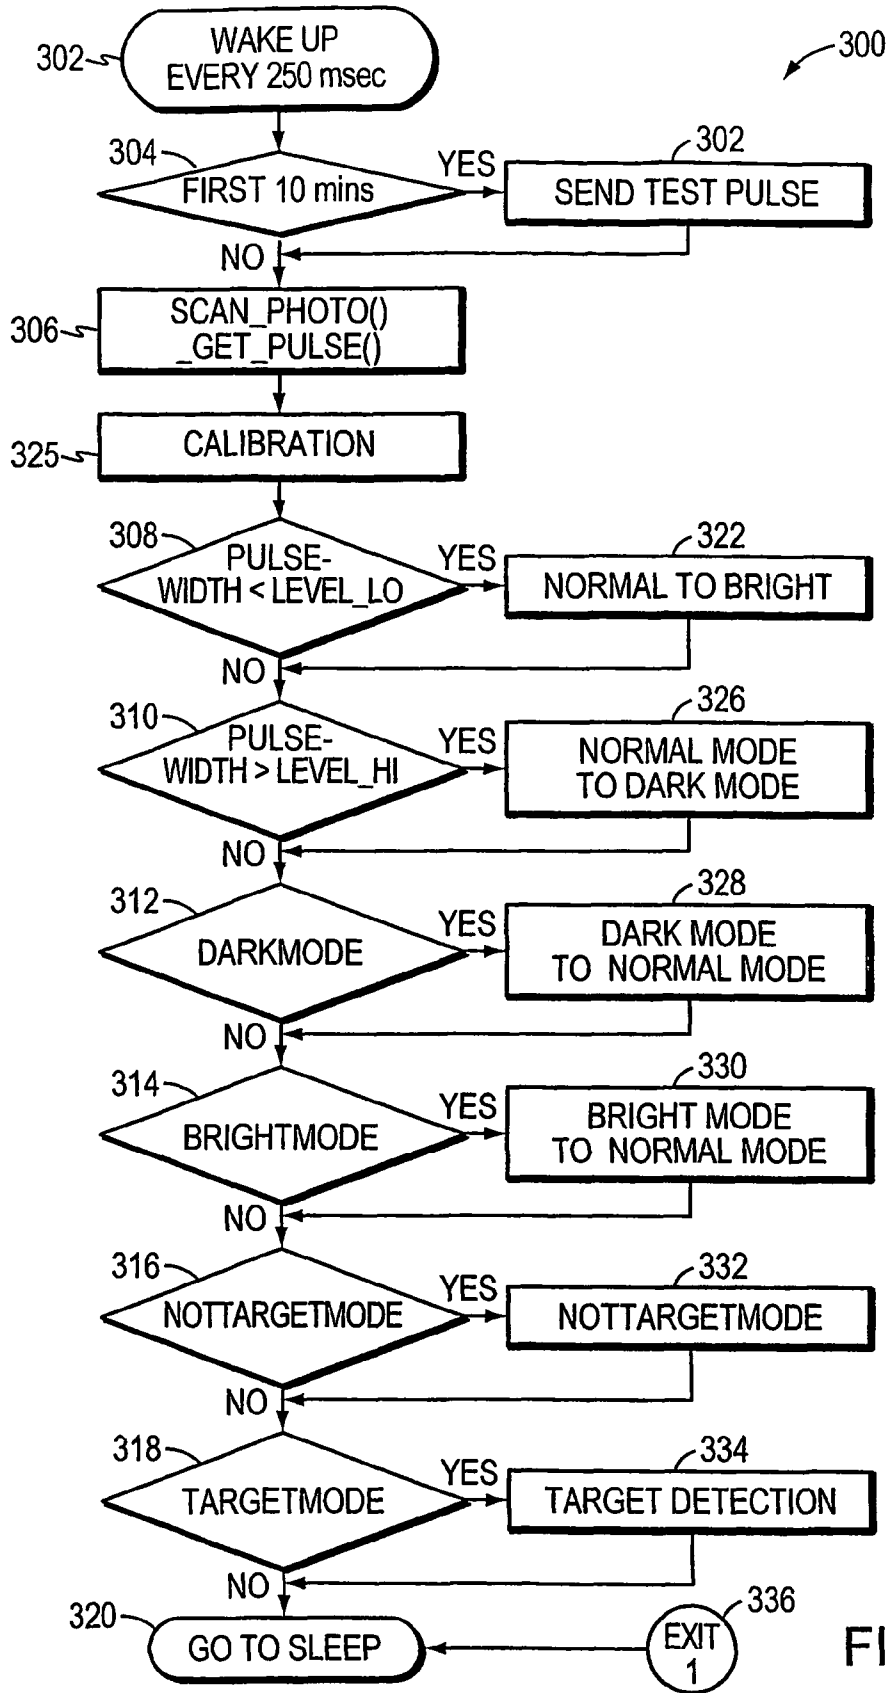 WAKE UP
EVERY 250 msec
302
300
304
FIRST 10 mins
YES
302
SEND TEST PULSE
NO
306
SCAN_PHOTO()
_GET_PULSE()
325
CALIBRATION
308
PULSE-
WIDTH < LEVEL_LO
YES
322
NORMAL TO BRIGHT
NO
310
PULSE-
WIDTH > LEVEL_HI
YES
326
NORMAL MODE
TO DARK MODE
NO
312
DARKMODE
YES
328
DARK MODE
TO NORMAL MODE
NO
314
BRIGHTMODE
YES
330
BRIGHT MODE
TO NORMAL MODE
NO
316
NOTTARGETMODE
YES
332
NOTTARGETMODE
NO
318
TARGETMODE
YES
334
TARGET DETECTION
NO
320
GO TO SLEEP
336
EXIT
1
FI